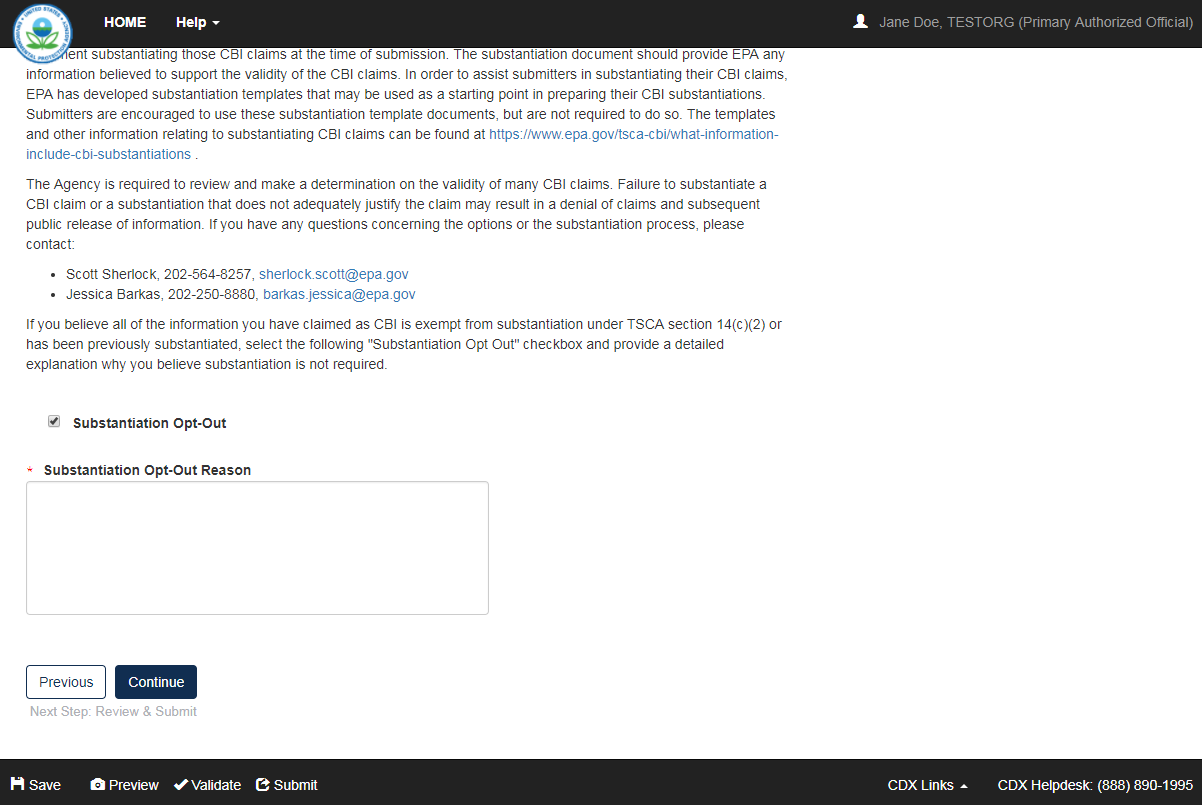 HOME Help Jane Doe, TESTORG (Primary Authorized Official)
substantiating those CBI claims at the time of submission. The substantiation document should provide EPA any
information believed to support the validity of the CBI claims. In order to assist submitters in substantiating their CBI claims,
EPA has developed substantiation templates that may be used as a starting point in preparing their CBI substantiations.
Submitters are encouraged to use these substantiation template documents, but are not required to do so. The templates
and other information relating to substantiating CBI claims can be found at https://www.epa.gov/tsca-cbi/what-information-
include-cbi-substantiations .
The Agency is required to review and make a determination on the validity of many CBI claims. Failure to substantiate a
CBI claim or a substantiation that does not adequately justify the claim may result in a denial of claims and subsequent
public release of information. If you have any questions concerning the options or the substantiation process, please
contact:
• Scott Sherlock, 202-564-8257, sherlock.scott@epa.gov
• Jessica Barkas, 202-250-8880, barkas.jessica@epa.gov
If you believe all of the information you have claimed as CBI is exempt from substantiation under TSCA section 14(c)(2) or
has been previously substantiated, select the following "Substantiation Opt Out" checkbox and provide a detailed
explanation why you believe substantiation is not required.
Substantiation Opt-Out
* Substantiation Opt-Out Reason
Previous Continue
Next Step: Review & Submit
Save Preview Validate Submit CDX Links CDX Helpdesk: (888) 890-1995